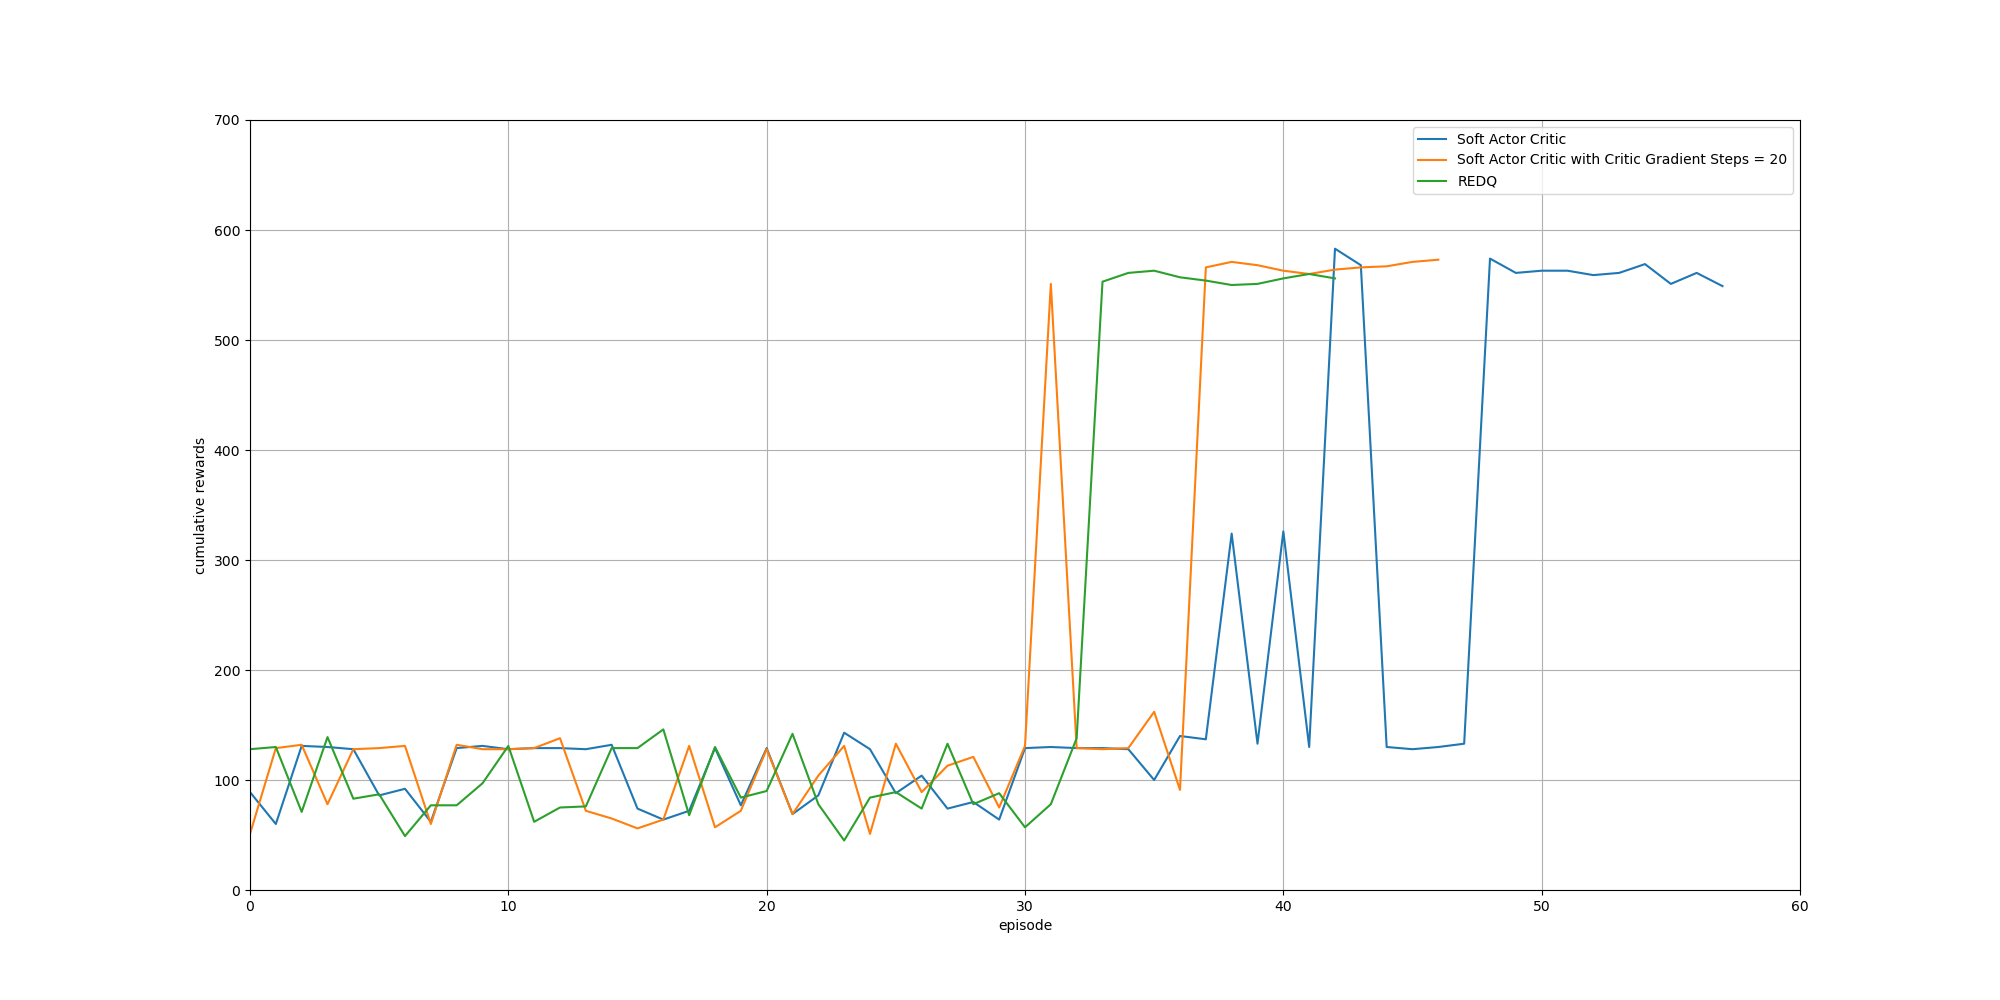 700
600
500
400
300
200
100
0
cumulative rewards
0 10 20 30 40 50 60
episode
Soft Actor Critic
Soft Actor Critic with Critic Gradient Steps = 20
REDQ